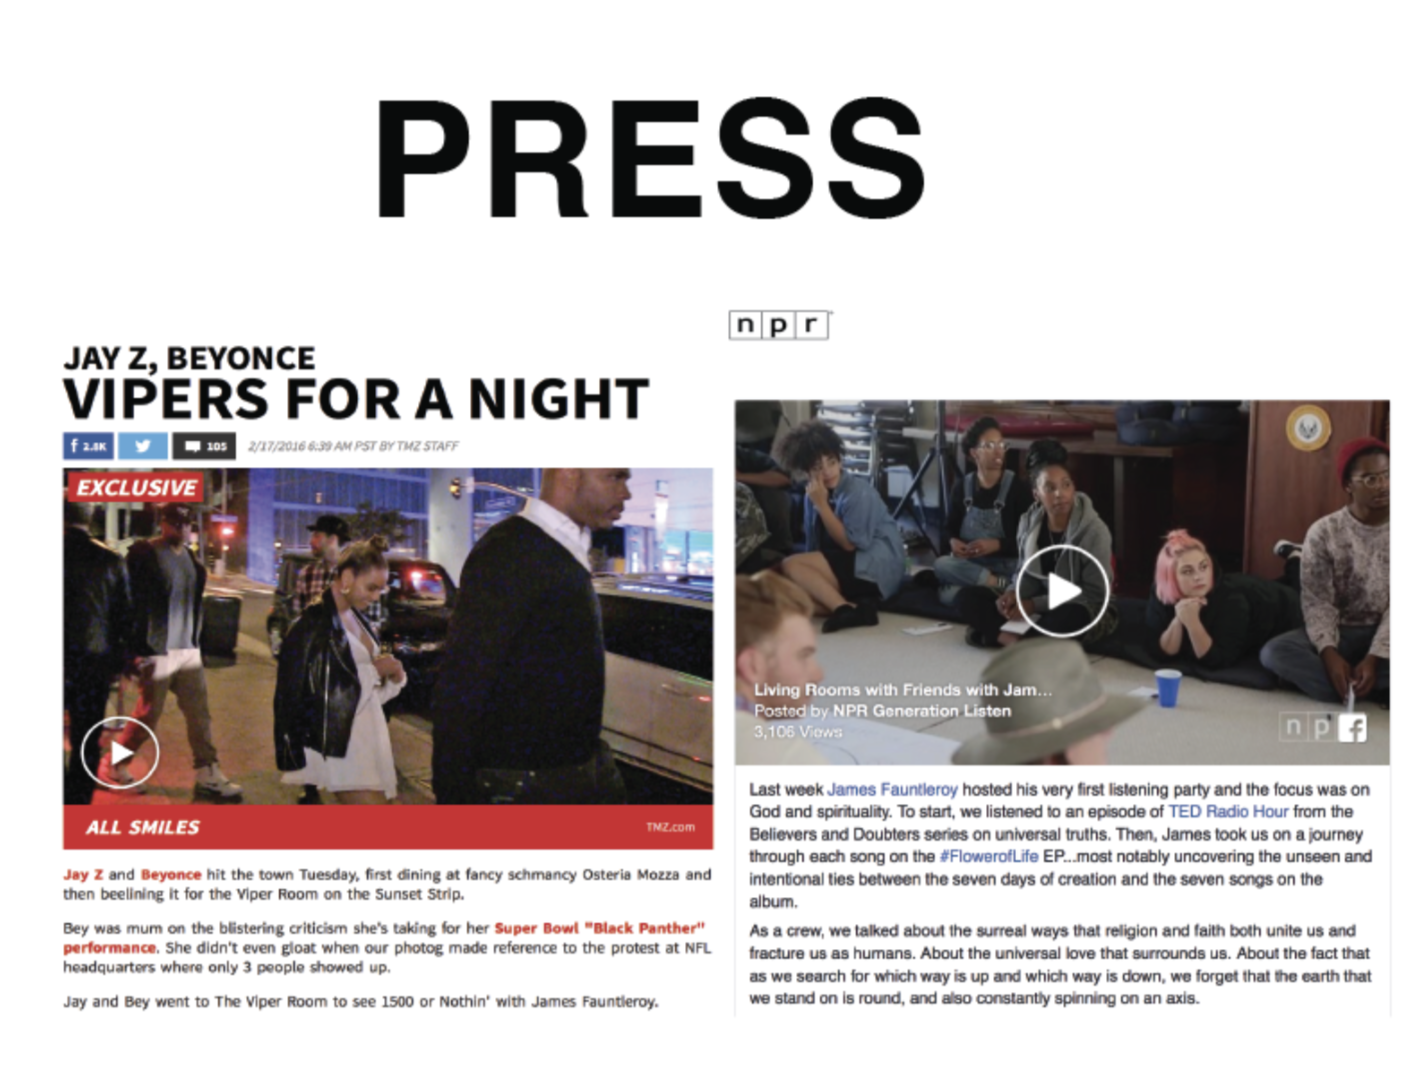 PRESS
JAY Z, BEYONCE
VIPERS FOR A NIGHT
f 2.8K
105
2/17/2016 6:39 AM PST BY TMZ STAFF
EXCLUSIVE
ALL SMILES
TMZ.com
Jay Z and Beyonce hit the town Tuesday, first dining at fancy schmancy Osteria Mozza and
then beelining it for the Viper Room on the Sunset Strip.
Bey was mum on the blistering criticism she's taking for her Super Bowl "Black Panther"
performance. She didn't even gloat when our photog made reference to the protest at NFL
headquarters where only 3 people showed up.
Jay and Bey went to The Viper Room to see 1500 or Nothin' with James Fauntleroy.
npr
Living Rooms with Friends with Jam...
Posted by NPR Generation Listen
3,106 Views
n p f
Last week James Fauntleroy hosted his very first listening party and the focus was on
God and spirituality. To start, we listened to an episode of TED Radio Hour from the
Believers and Doubters series on universal truths. Then, James took us on a journey
through each song on the #FlowerofLife EP...most notably uncovering the unseen and
intentional ties between the seven days of creation and the seven songs on the
album.
As a crew, we talked about the surreal ways that religion and faith both unite us and
fracture us as humans. About the universal love that surrounds us. About the fact that
as we search for which way is up and which way is down, we forget that the earth that
we stand on is round, and also constantly spinning on an axis.